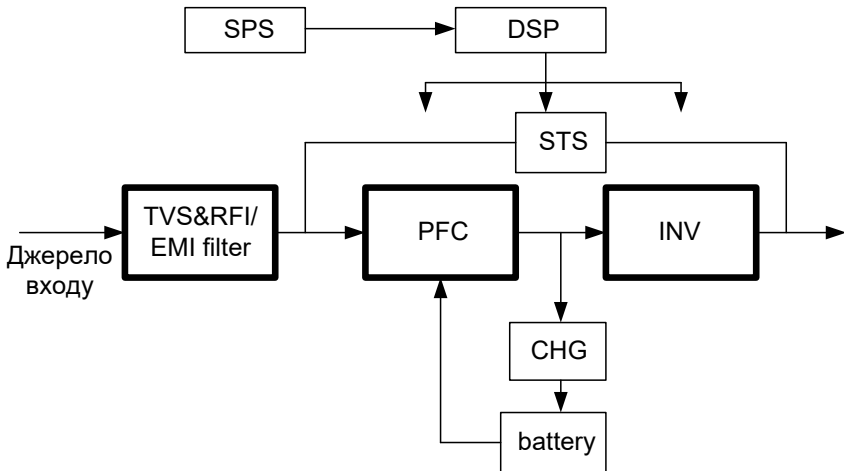 SPS
DSP
STS
TVS&RFI/
EMI filter
PFC
INV
Джерело
входу
CHG
battery